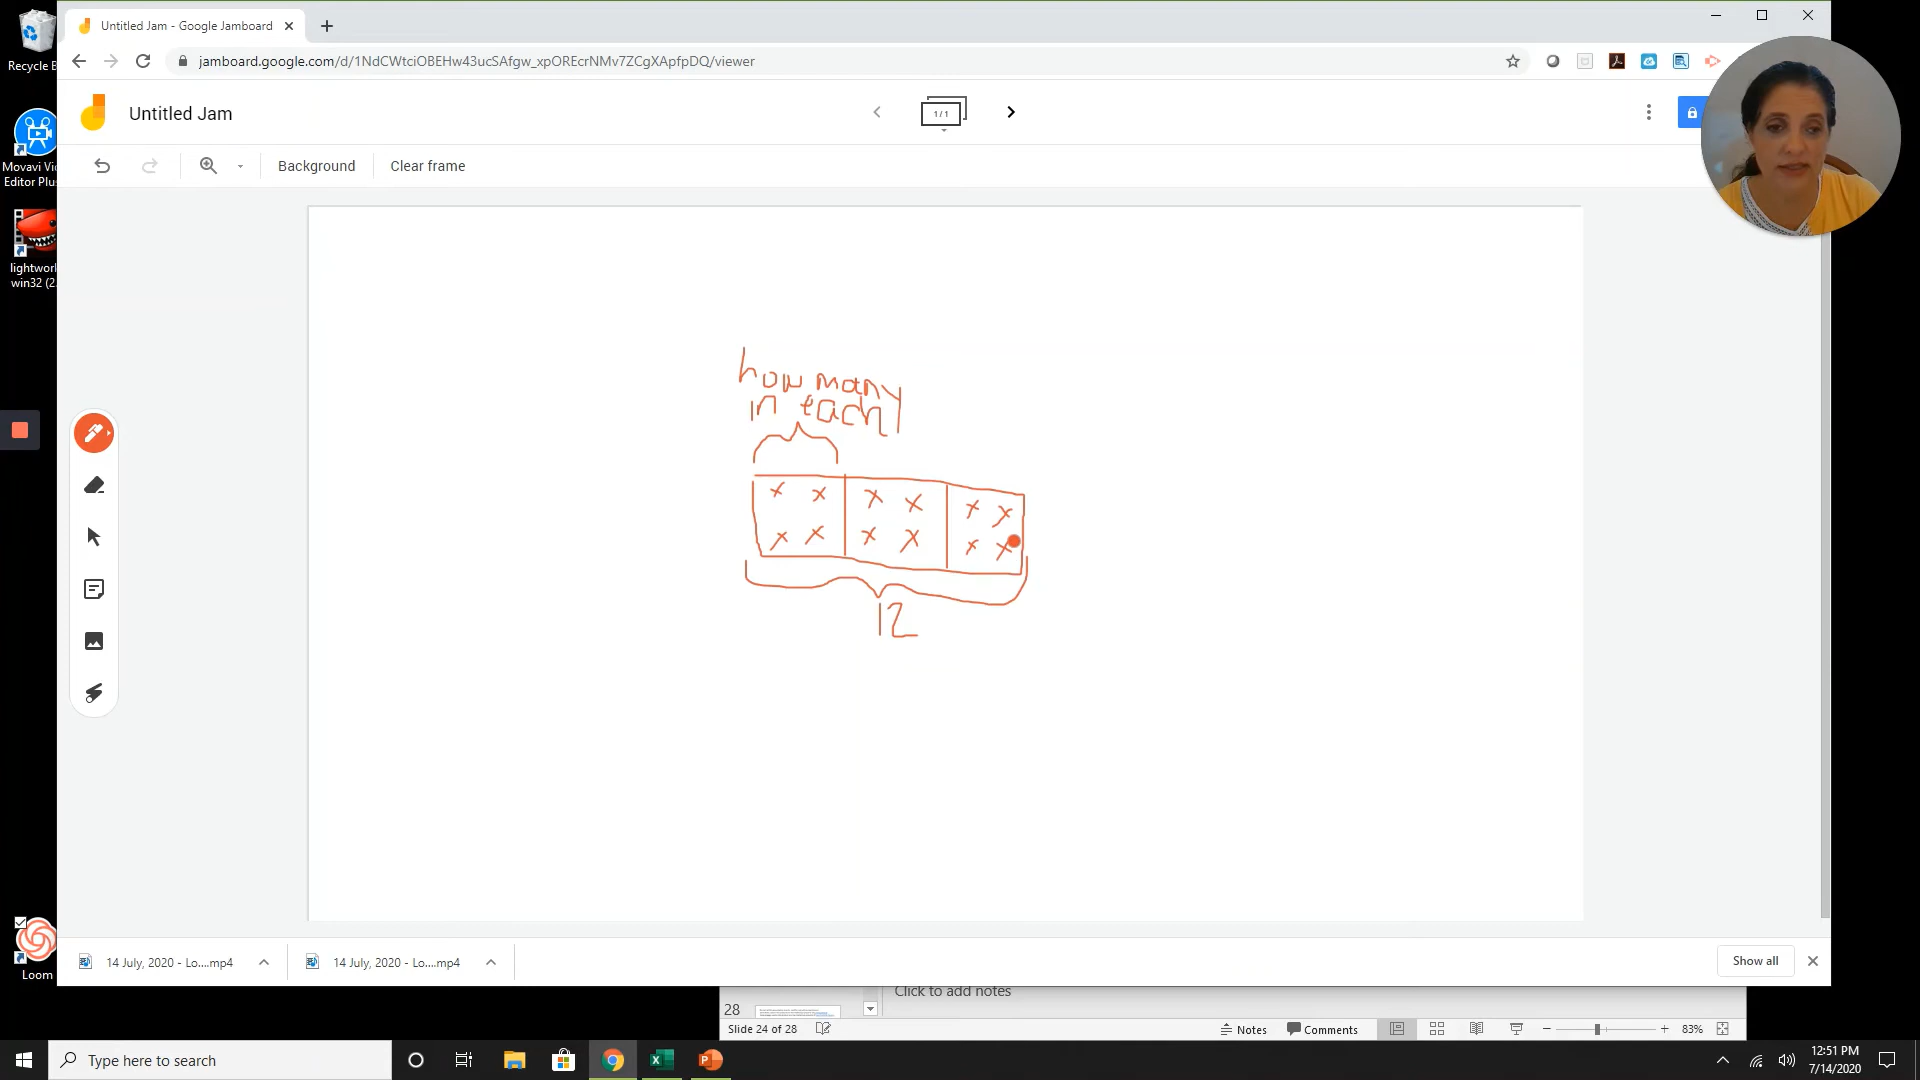 Untitled Jam - Google Jamboard
jamboard.google.com/d/1NdCWtciOBEHw43ucSAfgw_xpOREcrNMv7ZCgXApfpDQ/viewer
Untitled Jam
1 / 1
Background
Clear frame
Recycle B
Movavi Vi
Editor Plu
lightwor
win32 (2.
how many
in each
x x x x x x
x x x x x x
12
Loom
14 July, 2020 - Lo....mp4
14 July, 2020 - Lo....mp4
Show all
Click to add notes
28
Slide 24 of 28
Notes
Comments
83%
Type here to search
12:51 PM
7/14/2020